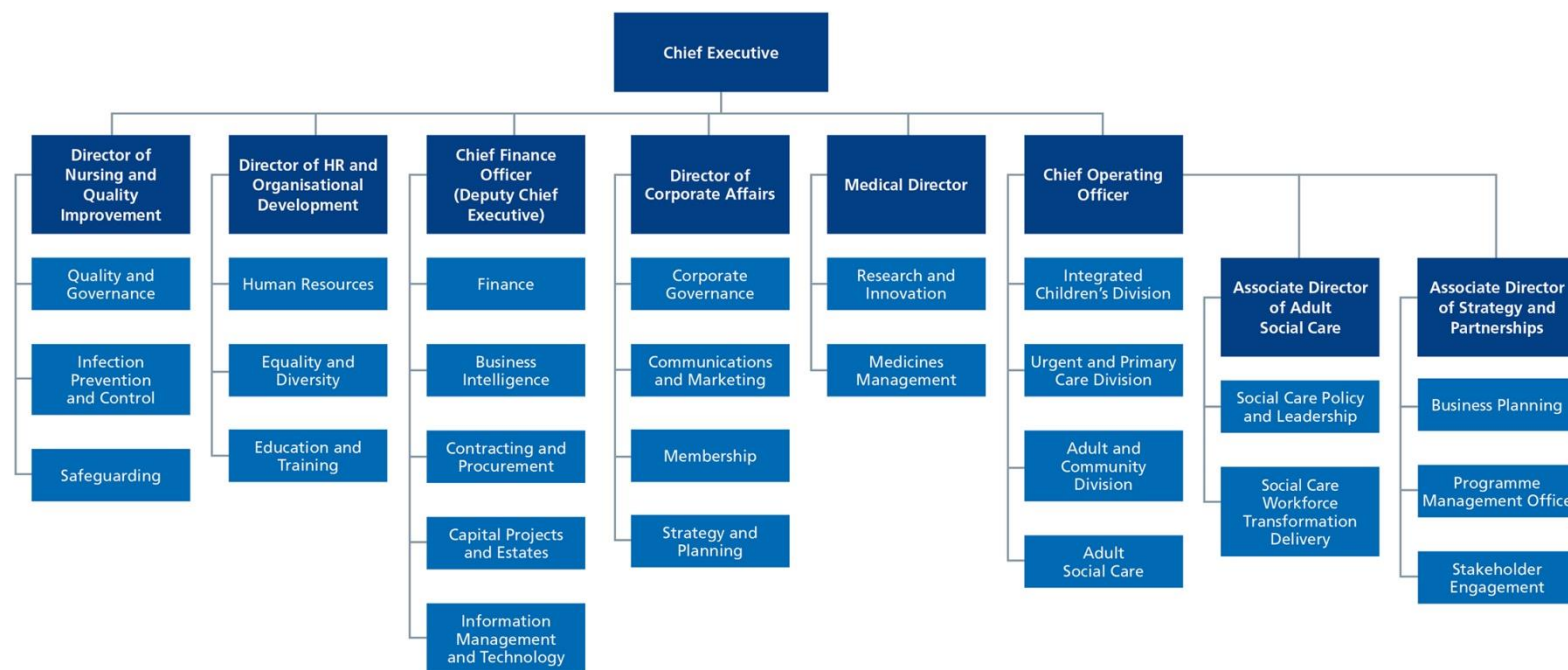 Chief Executive
Director of
Nursing and
Quality
Improvement
Quality and
Governance
Infection
Prevention
and Control
Safeguarding
Director of HR and
Organisational
Development
Human Resources
Equality and
Diversity
Education and
Training
Chief Finance
Officer
(Deputy Chief
Executive)
Finance
Business
Intelligence
Contracting and
Procurement
Capital Projects
and Estates
Information
Management
and Technology
Director of
Corporate Affairs
Corporate
Governance
Communications
and Marketing
Membership
Strategy and
Planning
Medical Director
Research and
Innovation
Medicines
Management
Chief Operating
Officer
Integrated
Children’s Division
Urgent and Primary
Care Division
Adult and
Community
Division
Adult
Social Care
Associate Director
of Adult
Social Care
Social Care Policy
and Leadership
Social Care
Workforce
Transformation
Delivery
Associate Director
of Strategy and
Partnerships
Business Planning
Programme
Management Office
Stakeholder
Engagement